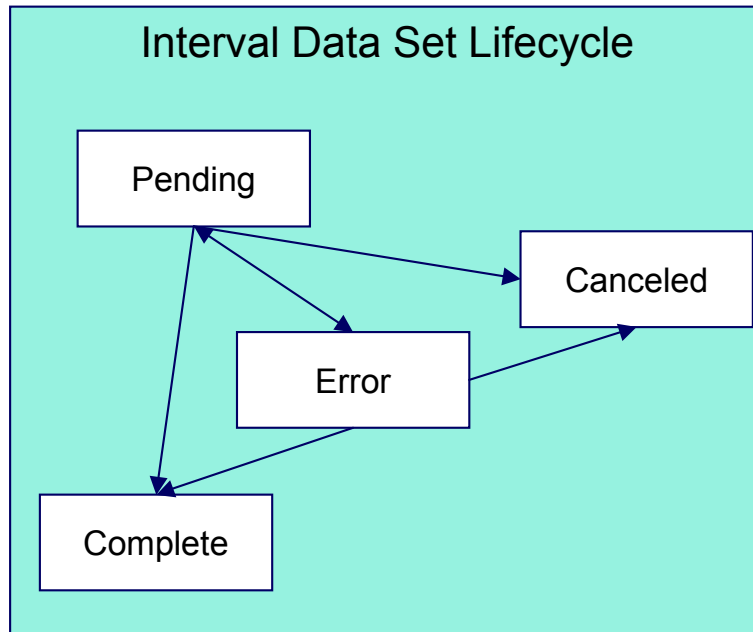 Interval Data Set Lifecycle
Pending
Canceled
Error
Complete